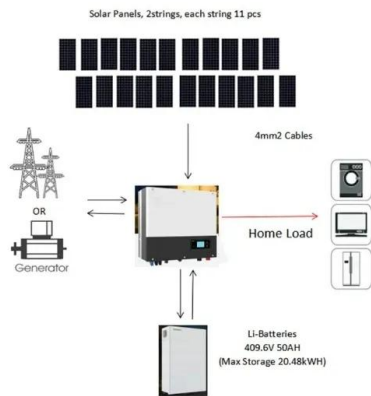 Solar Panels, 2strings, each string 11 pcs
4mm2 Cables
OR
Generator
Home Load
Li-Batteries
409.6V 50AH
(Max Storage 20.48kWH)